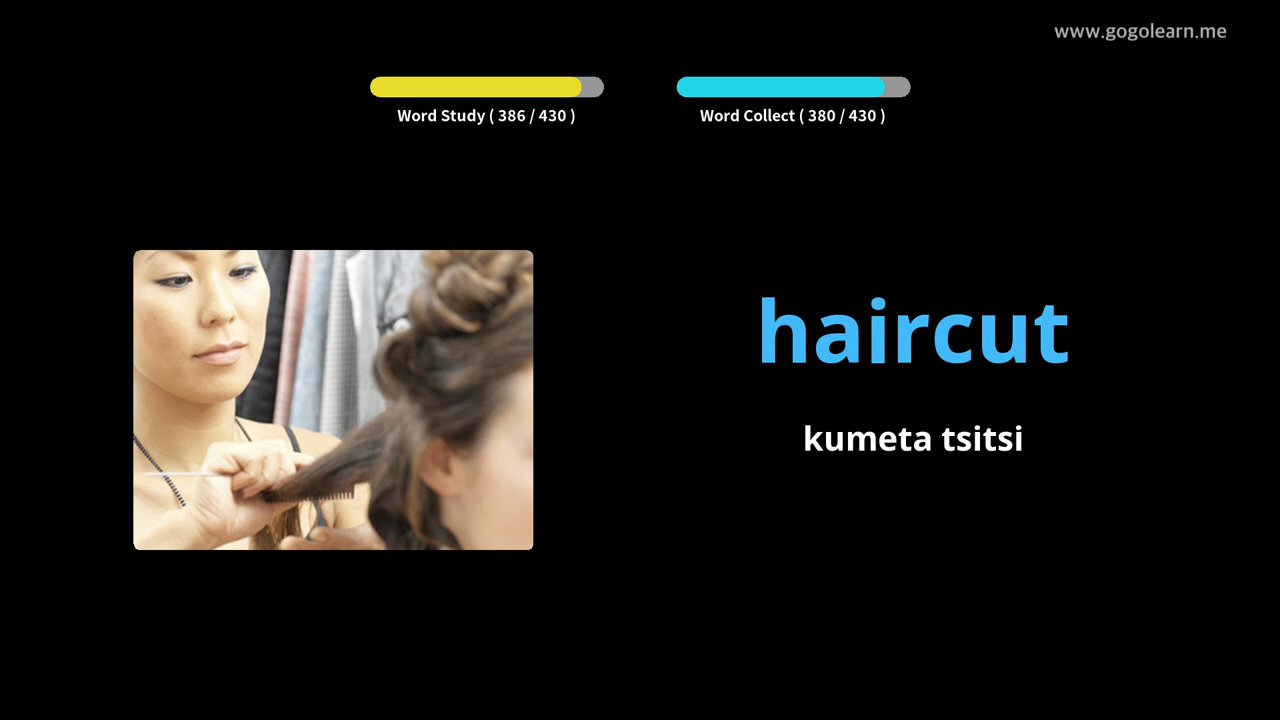 www.gogolearn.me
Word Study ( 386 / 430 )
Word Collect ( 380 / 430 )
haircut
kumeta tsitsi